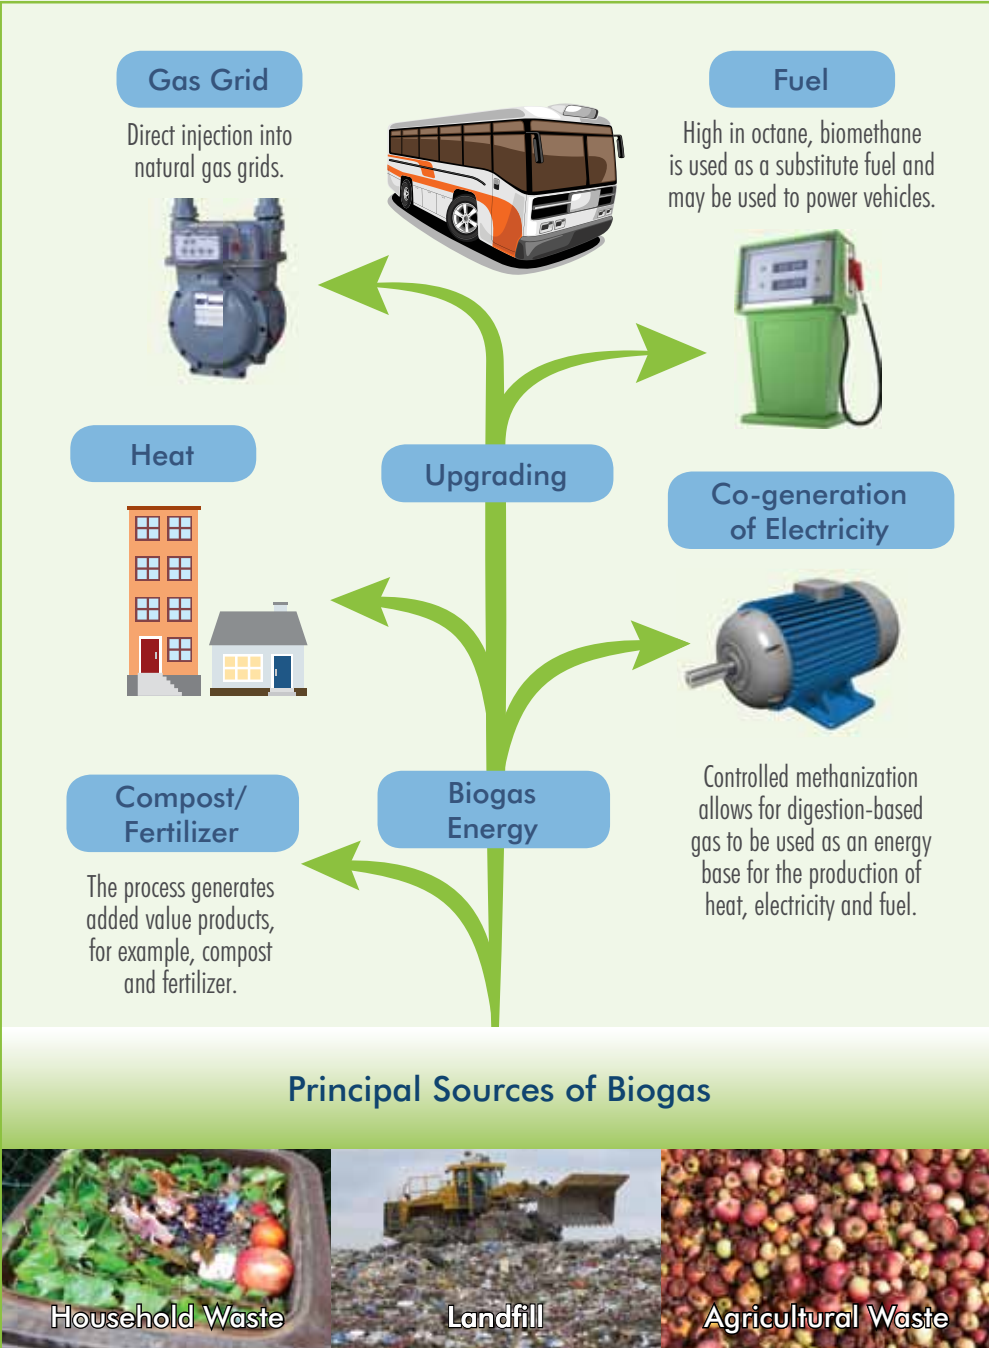 Gas Grid
Direct injection into
natural gas grids.
Fuel
High in octane, biomethane
is used as a substitute fuel and
may be used to power vehicles.
Heat
Upgrading
Co-generation
of Electricity
Compost/
Fertilizer
The process generates
added value products,
for example, compost
and fertilizer.
Biogas
Energy
Controlled methanization
allows for digestion-based
gas to be used as an energy
base for the production of
heat, electricity and fuel.
Principal Sources of Biogas
Household Waste
Landfill
Agricultural Waste